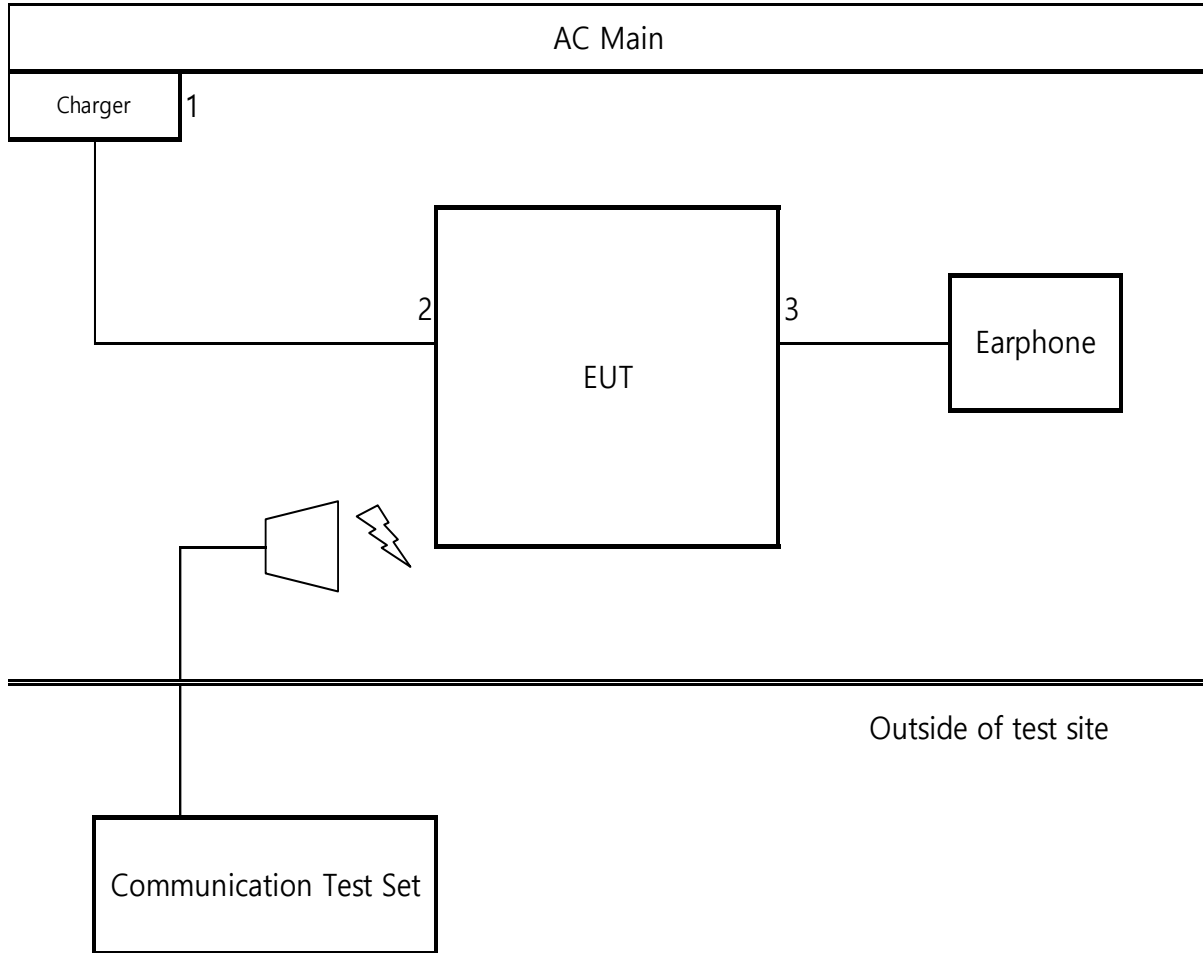 AC Main
Charger
1
2
3
Earphone
EUT
Outside of test site
Communication Test Set